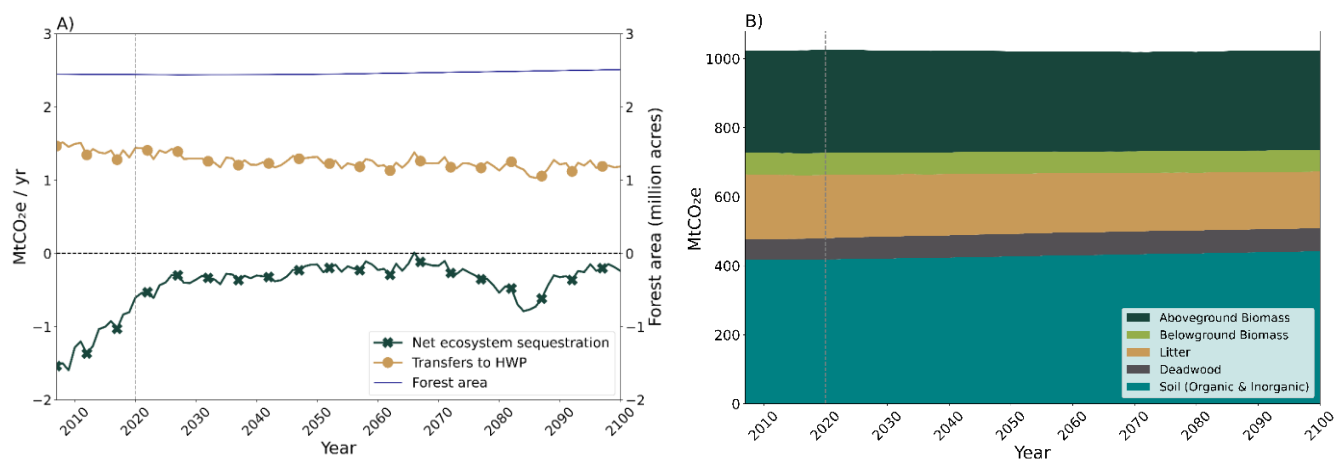 A)
3
2
1
0
−1
−2
MtCO₂e / yr
3
2
1
0
−1
−2
Forest area (million acres)
Net ecosystem sequestration
Transfers to HWP
Forest area
2010
2020
2030
2040
2050
2060
2070
2080
2090
2100
Year
B)
1000
800
600
400
200
0
MtCO₂e
Aboveground Biomass
Belowground Biomass
Litter
Deadwood
Soil (Organic & Inorganic)
2010
2020
2030
2040
2050
2060
2070
2080
2090
2100
Year